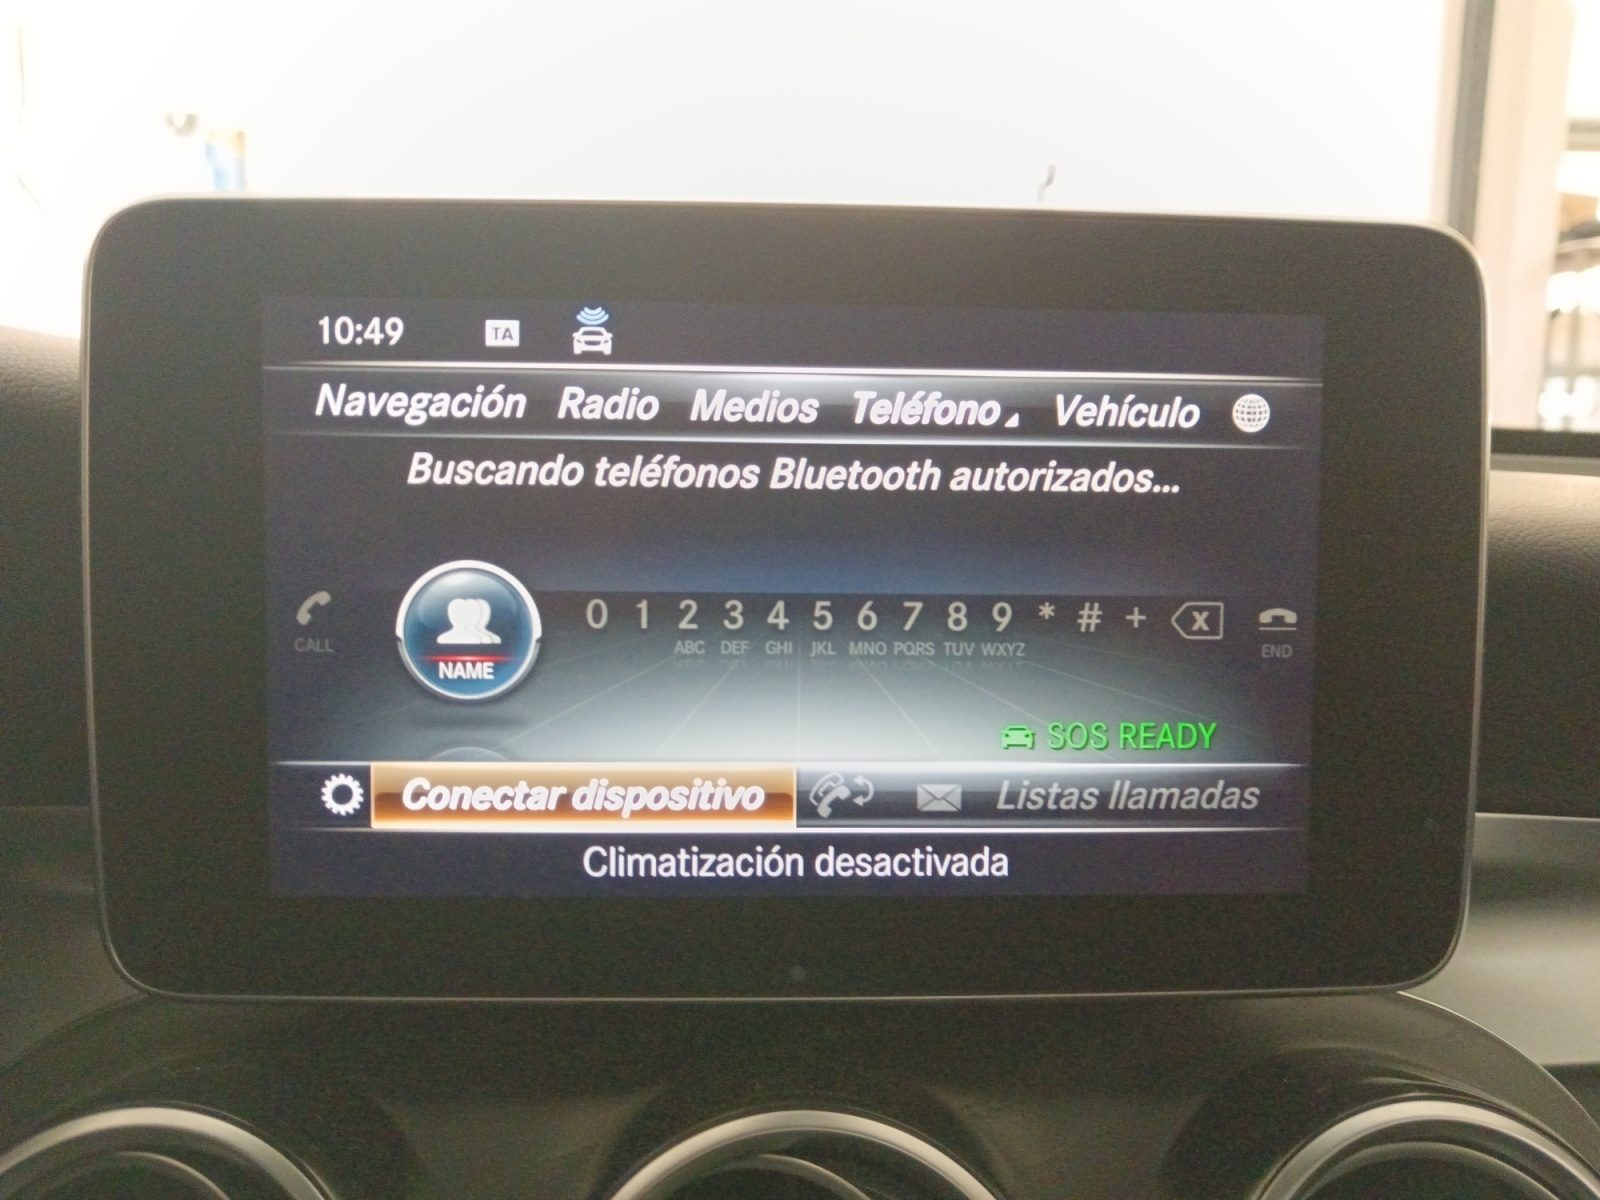 10:49 TA
Navegación Radio Medios Teléfono Vehículo
Buscando teléfonos Bluetooth autorizados...
0 1 2 3 4 5 6 7 8 9 * # + x
CALL ABC DEF GHI JKL MNO PQRS TUV WXYZ END
NAME
SOS READY
Conectar dispositivo Listas llamadas
Climatización desactivada